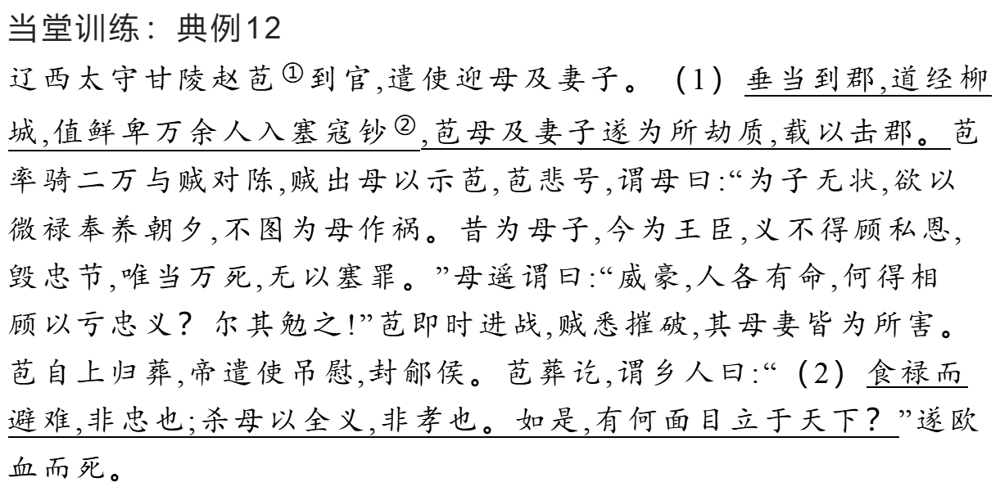 当堂训练：典例12
辽西太守甘陵赵苞①到官,遣使迎母及妻子。（1）垂当到郡,道经柳
城,值鲜卑万余人入塞寇钞②,苞母及妻子遂为所劫质,载以击郡。苞
率骑二万与贼对陈,贼出母以示苞,苞悲号,谓母曰:“为子无状,欲以
微禄奉养朝夕,不图为母作祸。昔为母子,今为王臣,义不得顾私恩,
毁忠节,唯当万死,无以塞罪。”母遥谓曰:“威豪,人各有命,何得相
顾以亏忠义？尔其勉之!”苞即时进战,贼悉摧破,其母妻皆为所害。
苞自上归葬,帝遣使吊慰,封鄃侯。苞葬讫,谓乡人曰:“（2）食禄而
避难,非忠也;杀母以全义,非孝也。如是,有何面目立于天下？”遂欧
血而死。